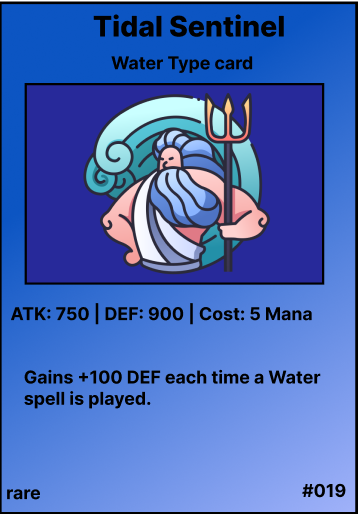 Tidal Sentinel
Water Type card
ATK: 750 | DEF: 900 | Cost: 5 Mana
Gains +100 DEF each time a Water
spell is played.
rare
#019